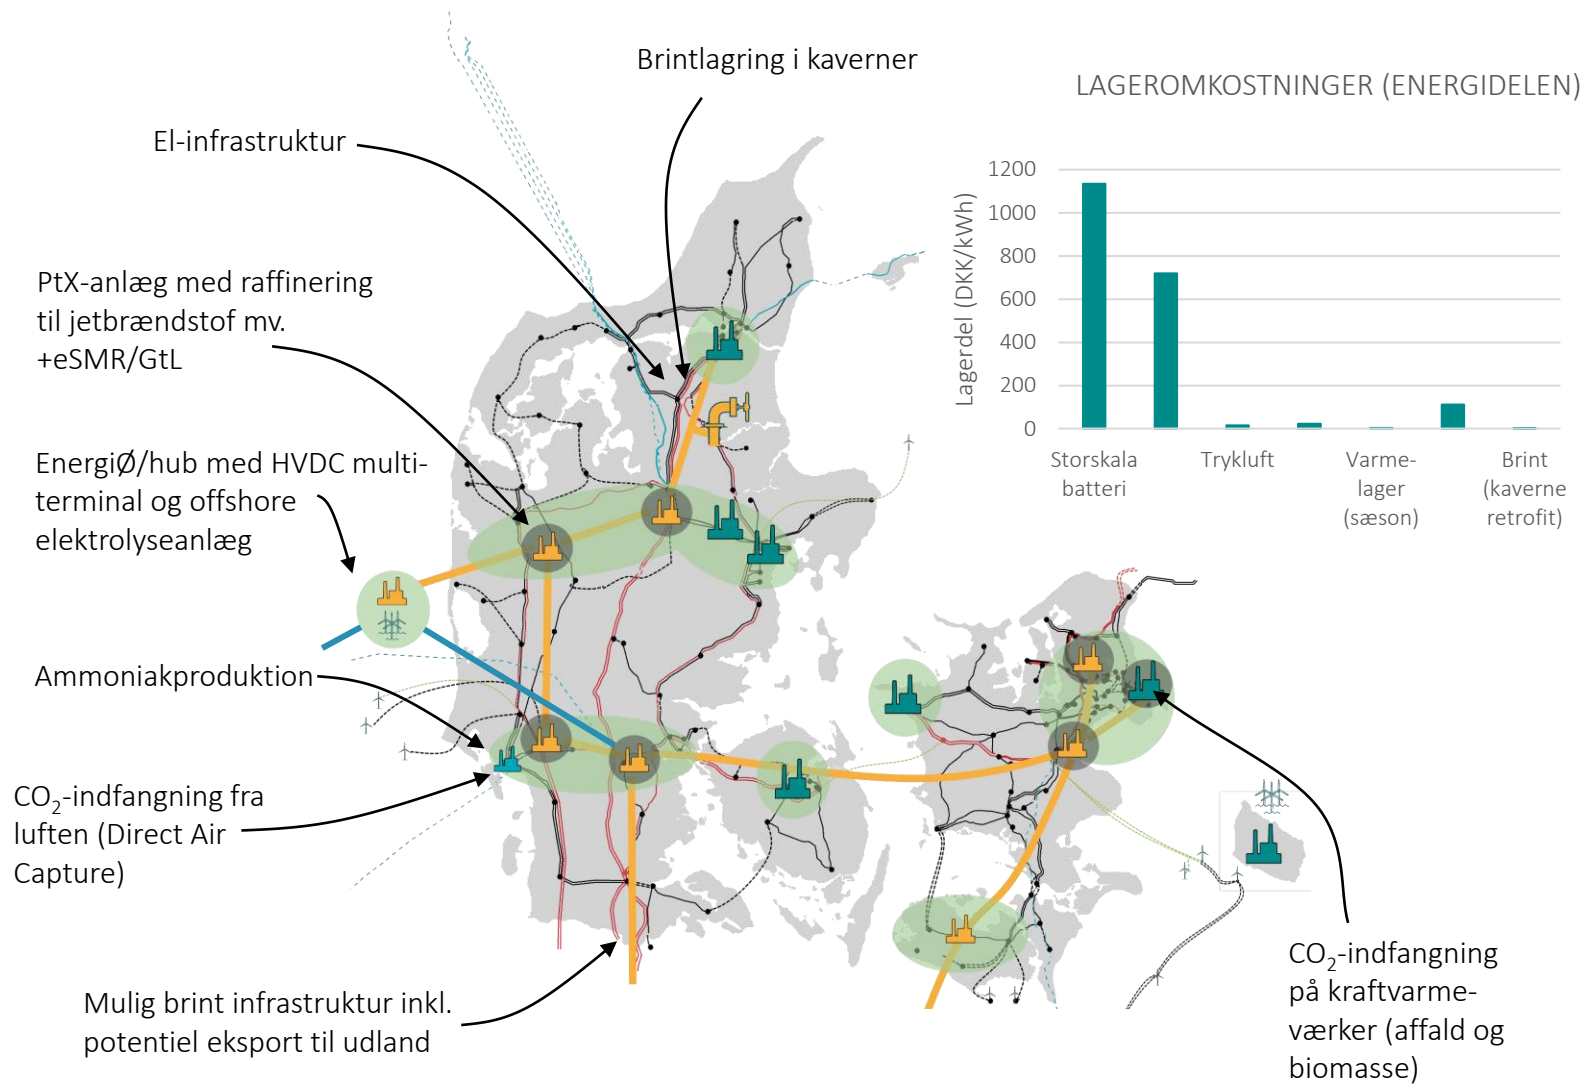 Brintlagring i kaverner
El-infrastruktur
PtX-anlæg med raffinering
til jetbrændstof mv.
+eSMR/GtL
EnergiØ/hub med HVDC multi-
terminal og offshore
elektrolyseanlæg
Ammoniakproduktion
CO₂-indfangning fra
luften (Direct Air
Capture)
Mulig brint infrastruktur inkl.
potentiel eksport til udland
LAGEROMKOSTNINGER (ENERGIDELEN)
Lagerdel (DKK/kWh)
1200
1000
800
600
400
200
0
Storskala
batteri
Trykluft
Varme-
lager
(sæson)
Brint
(kaverne
retrofit)
CO₂-indfangning
på kraftvarme-
værker (affald og
biomasse)